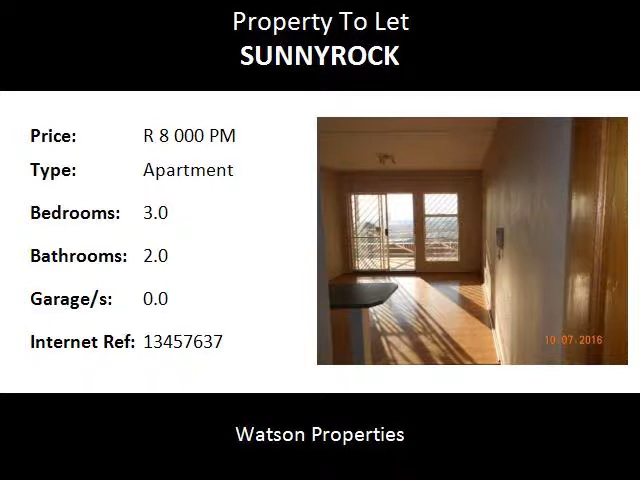 Property To Let
SUNNYROCK
Price: R 8 000 PM
Type: Apartment
Bedrooms: 3.0
Bathrooms: 2.0
Garage/s: 0.0
Internet Ref: 13457637
10.07.2016
Watson Properties